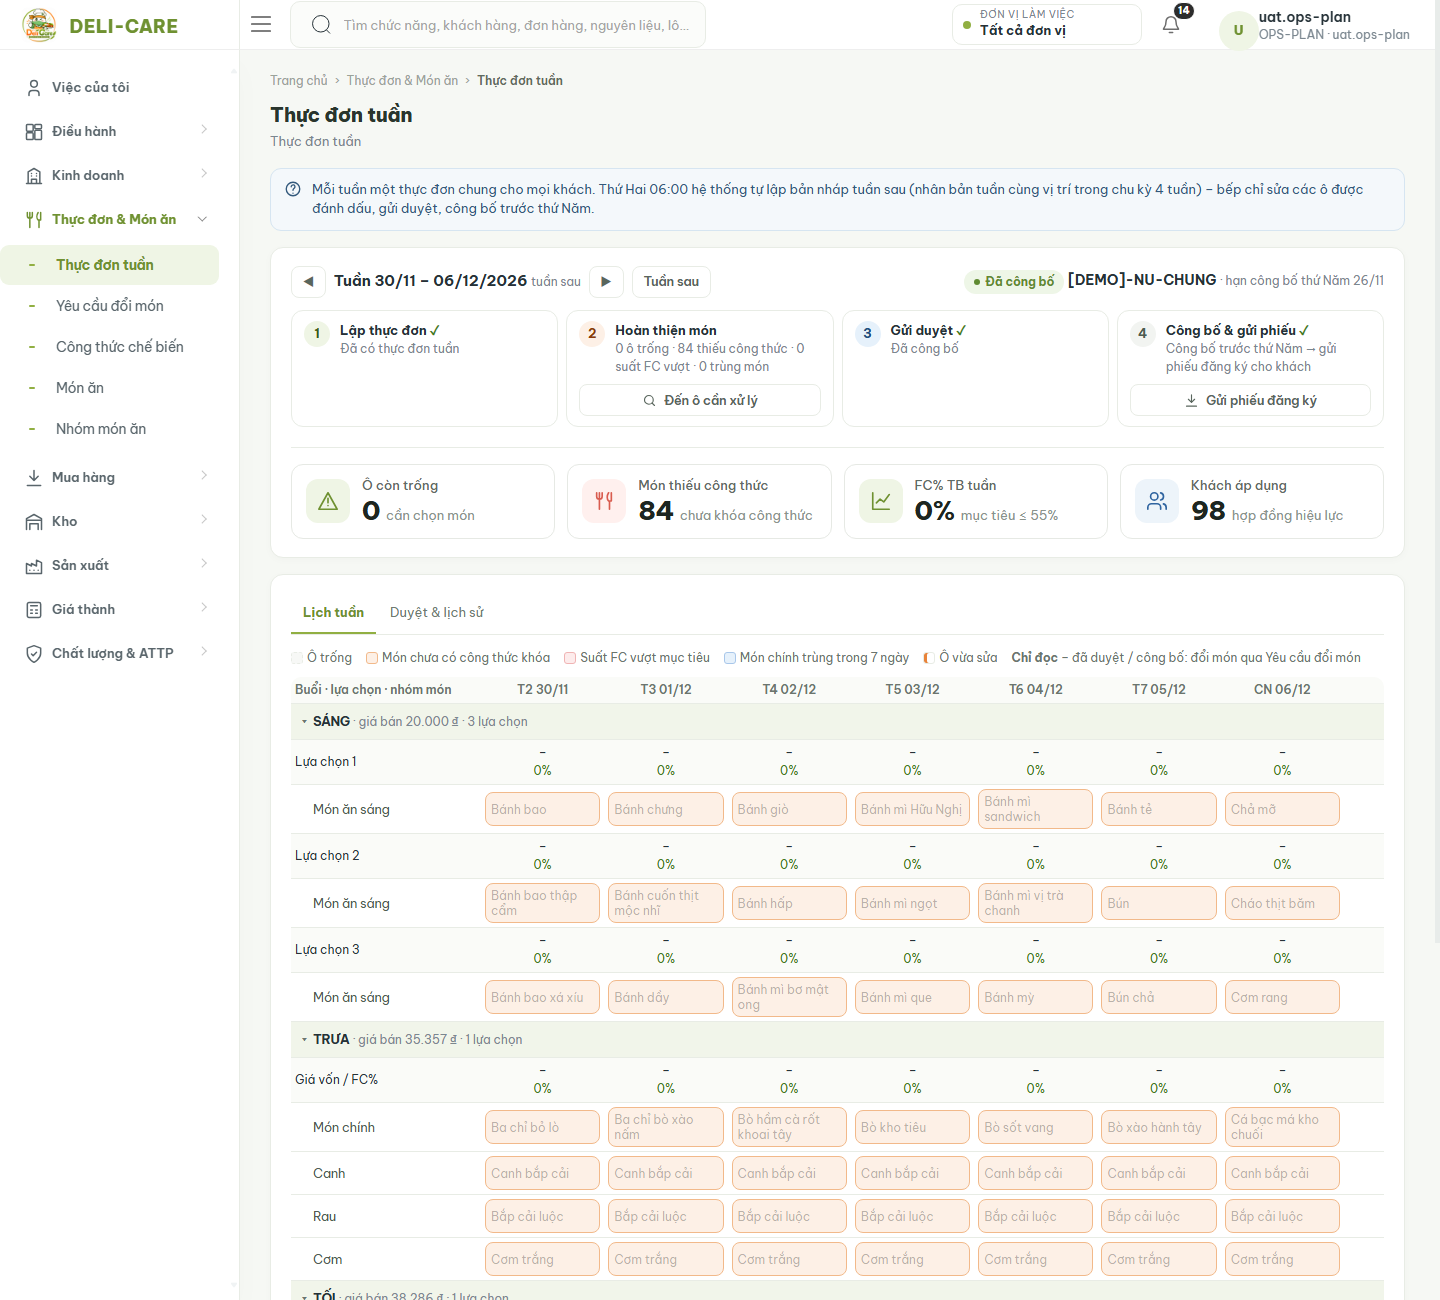 DELI-CARE
Tìm chức năng, khách hàng, đơn hàng, nguyên liệu, lô...
ĐƠN VỊ LÀM VIỆC
Tất cả đơn vị
14
U
uat.ops-plan
OPS-PLAN · uat.ops-plan
Việc của tôi
Điều hành
Kinh doanh
Thực đơn & Món ăn
Thực đơn tuần
Yêu cầu đổi món
Công thức chế biến
Món ăn
Nhóm món ăn
Mua hàng
Kho
Sản xuất
Giá thành
Chất lượng & ATTP
Trang chủ > Thực đơn & Món ăn > Thực đơn tuần
Thực đơn tuần
Thực đơn tuần
Mỗi tuần một thực đơn chung cho mọi khách. Thứ Hai 06:00 hệ thống tự lập bản nháp tuần sau (nhân bản tuần cùng vị trí trong chu kỳ 4 tuần) – bếp chỉ sửa các ô được
đánh dấu, gửi duyệt, công bố trước thứ Năm.
◀ Tuần 30/11 – 06/12/2026 tuần sau ▶ Tuần sau
Đã công bố [DEMO]-NU-CHUNG · hạn công bố thứ Năm 26/11
1 Lập thực đơn ✓
Đã có thực đơn tuần
2 Hoàn thiện món
0 ô trống · 84 thiếu công thức · 0
suất FC vượt · 0 trùng món
Đến ô cần xử lý
3 Gửi duyệt ✓
Đã công bố
4 Công bố & gửi phiếu ✓
Công bố trước thứ Năm → gửi
phiếu đăng ký cho khách
Gửi phiếu đăng ký
Ô còn trống
0 cần chọn món
Món thiếu công thức
84 chưa khóa công thức
FC% TB tuần
0% mục tiêu ≤ 55%
Khách áp dụng
98 hợp đồng hiệu lực
Lịch tuần Duyệt & lịch sử
Ô trống Món chưa có công thức khóa Suất FC vượt mục tiêu Món chính trùng trong 7 ngày Ô vừa sửa Chỉ đọc – đã duyệt / công bố: đổi món qua Yêu cầu đổi món
Buổi · lựa chọn · nhóm món T2 30/11 T3 01/12 T4 02/12 T5 03/12 T6 04/12 T7 05/12 CN 06/12
SÁNG · giá bán 20.000 ₫ · 3 lựa chọn
Lựa chọn 1
– – – – – – –
0% 0% 0% 0% 0% 0% 0%
Món ăn sáng Bánh bao Bánh chưng Bánh giò Bánh mì Hữu Nghị Bánh mì sandwich Bánh tẻ Chả mỡ
Lựa chọn 2
– – – – – – –
0% 0% 0% 0% 0% 0% 0%
Món ăn sáng Bánh bao thập cẩm Bánh cuốn thịt mộc nhĩ Bánh hấp Bánh mì ngọt Bánh mì vị trà chanh Bún Cháo thịt băm
Lựa chọn 3
– – – – – – –
0% 0% 0% 0% 0% 0% 0%
Món ăn sáng Bánh bao xá xíu Bánh dầy Bánh mì bơ mật ong Bánh mì que Bánh mỳ Bún chả Cơm rang
TRƯA · giá bán 35.357 ₫ · 1 lựa chọn
Giá vốn / FC%
– – – – – – –
0% 0% 0% 0% 0% 0% 0%
Món chính Ba chỉ bỏ lò Ba chỉ bò xào nấm Bò hầm cà rốt khoai tây Bò kho tiêu Bò sốt vang Bò xào hành tây Cá bạc má kho chuối
Canh Canh bắp cải Canh bắp cải Canh bắp cải Canh bắp cải Canh bắp cải Canh bắp cải Canh bắp cải
Rau Bắp cải luộc Bắp cải luộc Bắp cải luộc Bắp cải luộc Bắp cải luộc Bắp cải luộc Bắp cải luộc
Cơm Cơm trắng Cơm trắng Cơm trắng Cơm trắng Cơm trắng Cơm trắng Cơm trắng
TỐI · giá bán 38.286 ₫ · 1 lựa chọn